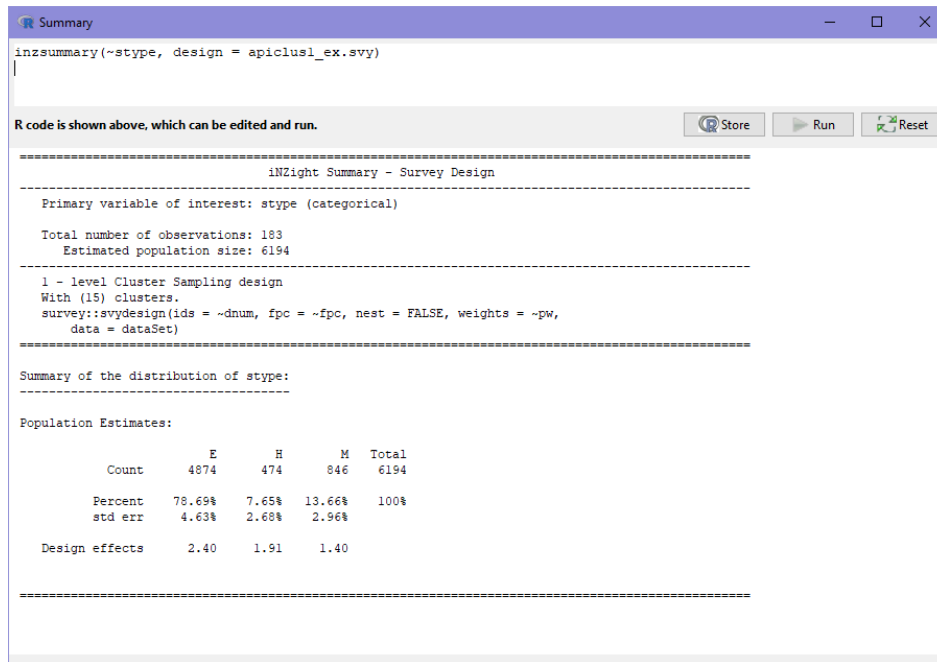 Summary
inzsummary(~stype, design = apiclus1_ex.svy)
R code is shown above, which can be edited and run.
Store
Run
Reset
================================================================================
iNZight Summary - Survey Design
--------------------------------------------------------------------------------
Primary variable of interest: stype (categorical)
Total number of observations: 183
Estimated population size: 6194
--------------------------------------------------------------------------------
1 - level Cluster Sampling design
With (15) clusters.
survey::svydesign(ids = ~dnum, fpc = ~fpc, nest = FALSE, weights = ~pw,
data = dataSet)
================================================================================
Summary of the distribution of stype:
-------------------------------------
Population Estimates:
E H M Total
Count 4874 474 846 6194
Percent 78.69% 7.65% 13.66% 100%
std err 4.63% 2.68% 2.96%
Design effects 2.40 1.91 1.40
================================================================================